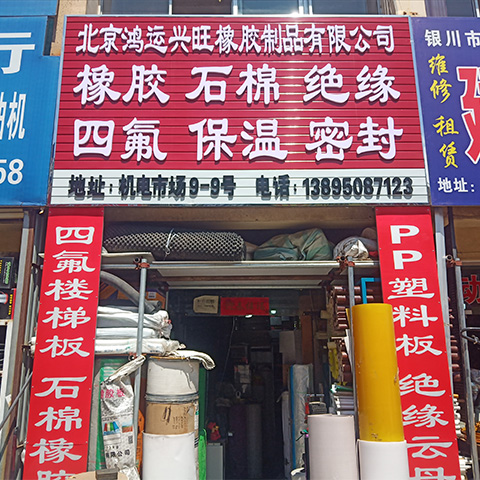 北京鸿运兴旺橡胶制品有限公司
橡胶 石棉 绝缘
四氟 保温 密封
地址：机电市场9-9号 电话：13895087123
四氟楼梯板 石棉橡胶
PP塑料板 绝缘云母
行
机
58
银川市
维修
租赁
地址：